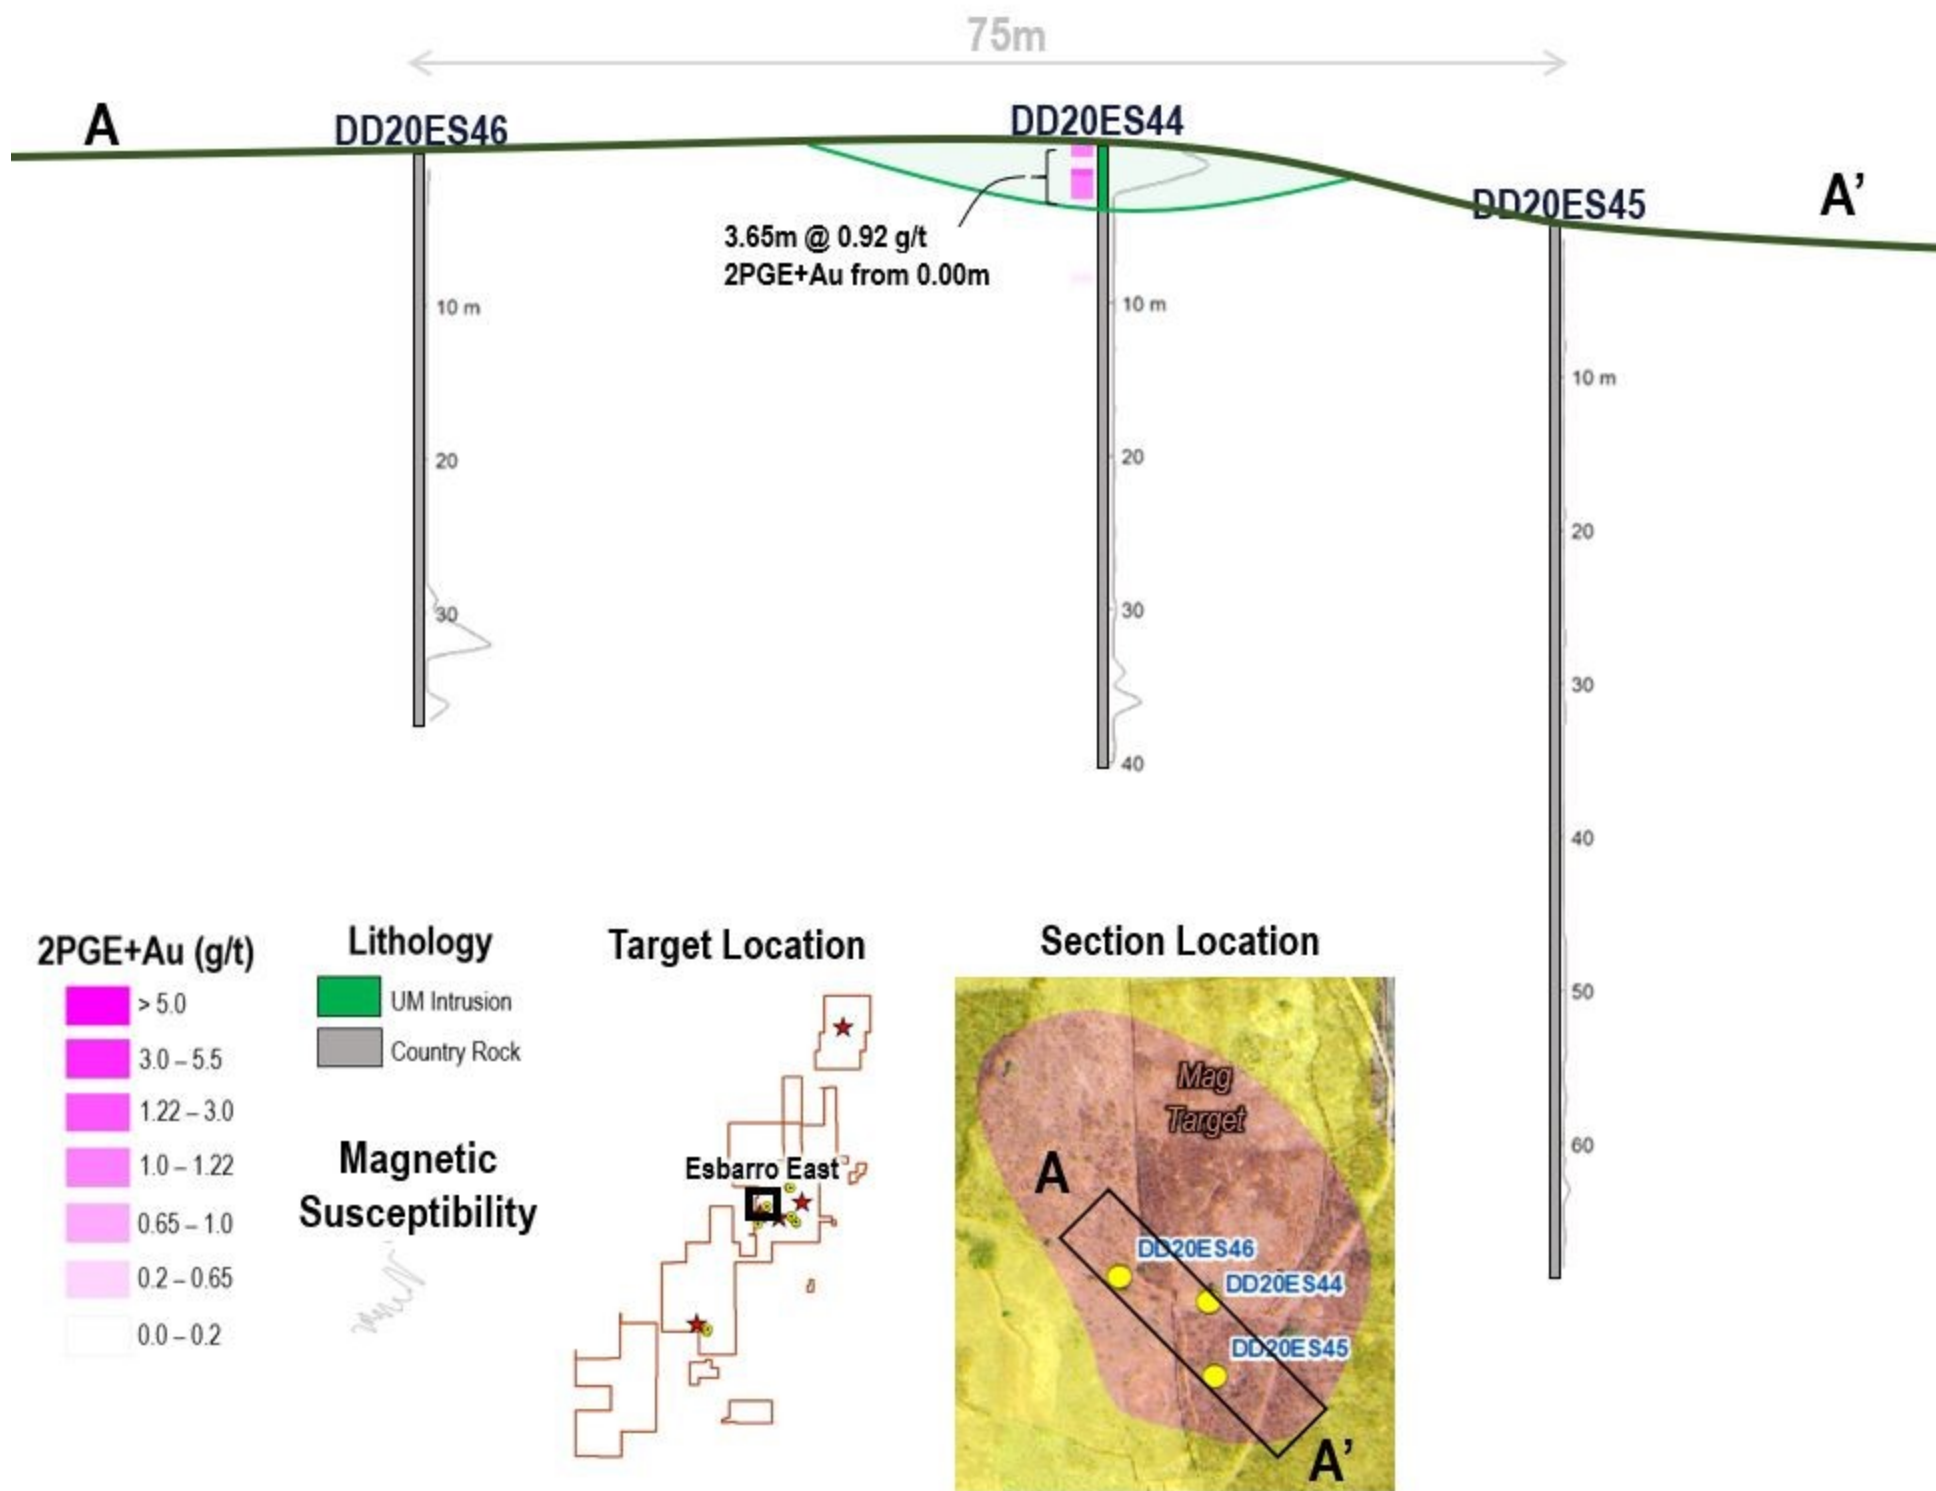 75m
A
DD20ES46
DD20ES44
DD20ES45
A’
3.65m @ 0.92 g/t
2PGE+Au from 0.00m
10 m
20
30
10 m
20
30
40
10 m
20
30
40
50
60
2PGE+Au (g/t)
> 5.0
3.0 – 5.5
1.22 – 3.0
1.0 – 1.22
0.65 – 1.0
0.2 – 0.65
0.0 – 0.2
Lithology
UM Intrusion
Country Rock
Magnetic
Susceptibility
Target Location
Esbarro East
Section Location
Mag
Target
A
DD20ES46
DD20ES44
DD20ES45
A’